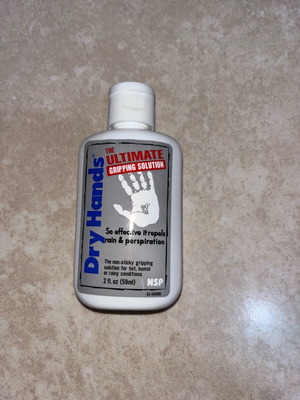 Dry Hands
THE
ULTIMATE
GRIPPING SOLUTION
So effective it repels
rain & perspiration
The non-sticky gripping
solution for hot, humid
or rainy conditions
2 fl. oz (59ml)
NSP